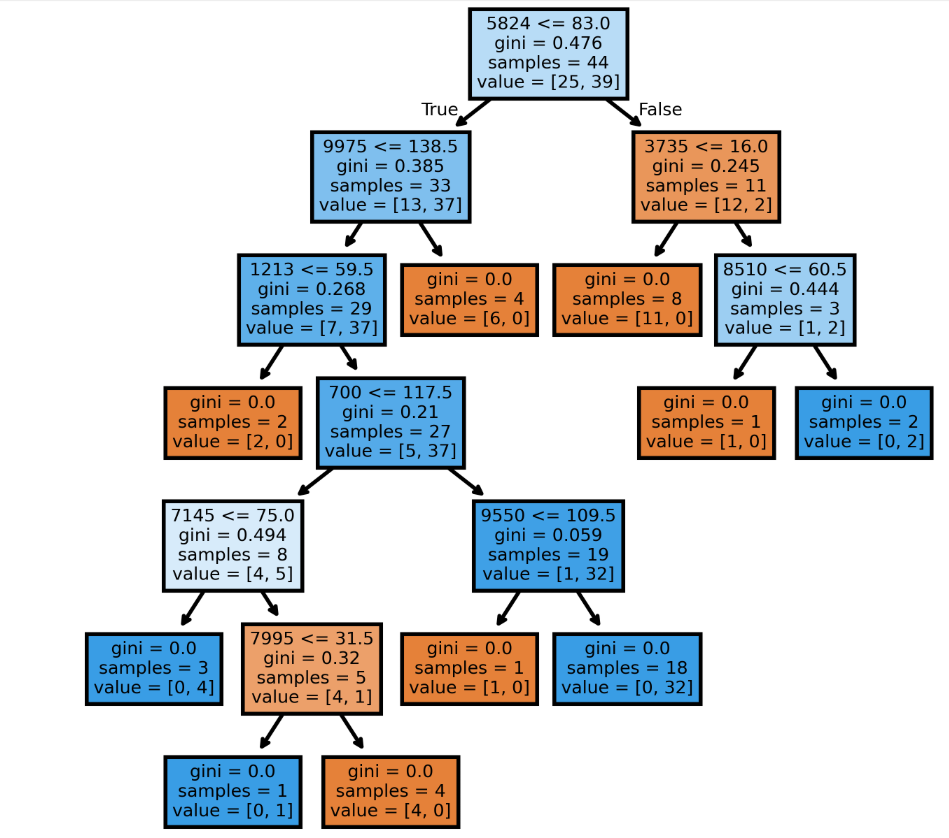 5824 <= 83.0
gini = 0.476
samples = 44
value = [25, 39]
True
False
9975 <= 138.5
gini = 0.385
samples = 33
value = [13, 37]
3735 <= 16.0
gini = 0.245
samples = 11
value = [12, 2]
1213 <= 59.5
gini = 0.268
samples = 29
value = [7, 37]
gini = 0.0
samples = 4
value = [6, 0]
gini = 0.0
samples = 8
value = [11, 0]
8510 <= 60.5
gini = 0.444
samples = 3
value = [1, 2]
gini = 0.0
samples = 2
value = [2, 0]
700 <= 117.5
gini = 0.21
samples = 27
value = [5, 37]
gini = 0.0
samples = 1
value = [1, 0]
gini = 0.0
samples = 2
value = [0, 2]
7145 <= 75.0
gini = 0.494
samples = 8
value = [4, 5]
9550 <= 109.5
gini = 0.059
samples = 19
value = [1, 32]
gini = 0.0
samples = 3
value = [0, 4]
7995 <= 31.5
gini = 0.32
samples = 5
value = [4, 1]
gini = 0.0
samples = 1
value = [1, 0]
gini = 0.0
samples = 18
value = [0, 32]
gini = 0.0
samples = 1
value = [0, 1]
gini = 0.0
samples = 4
value = [4, 0]